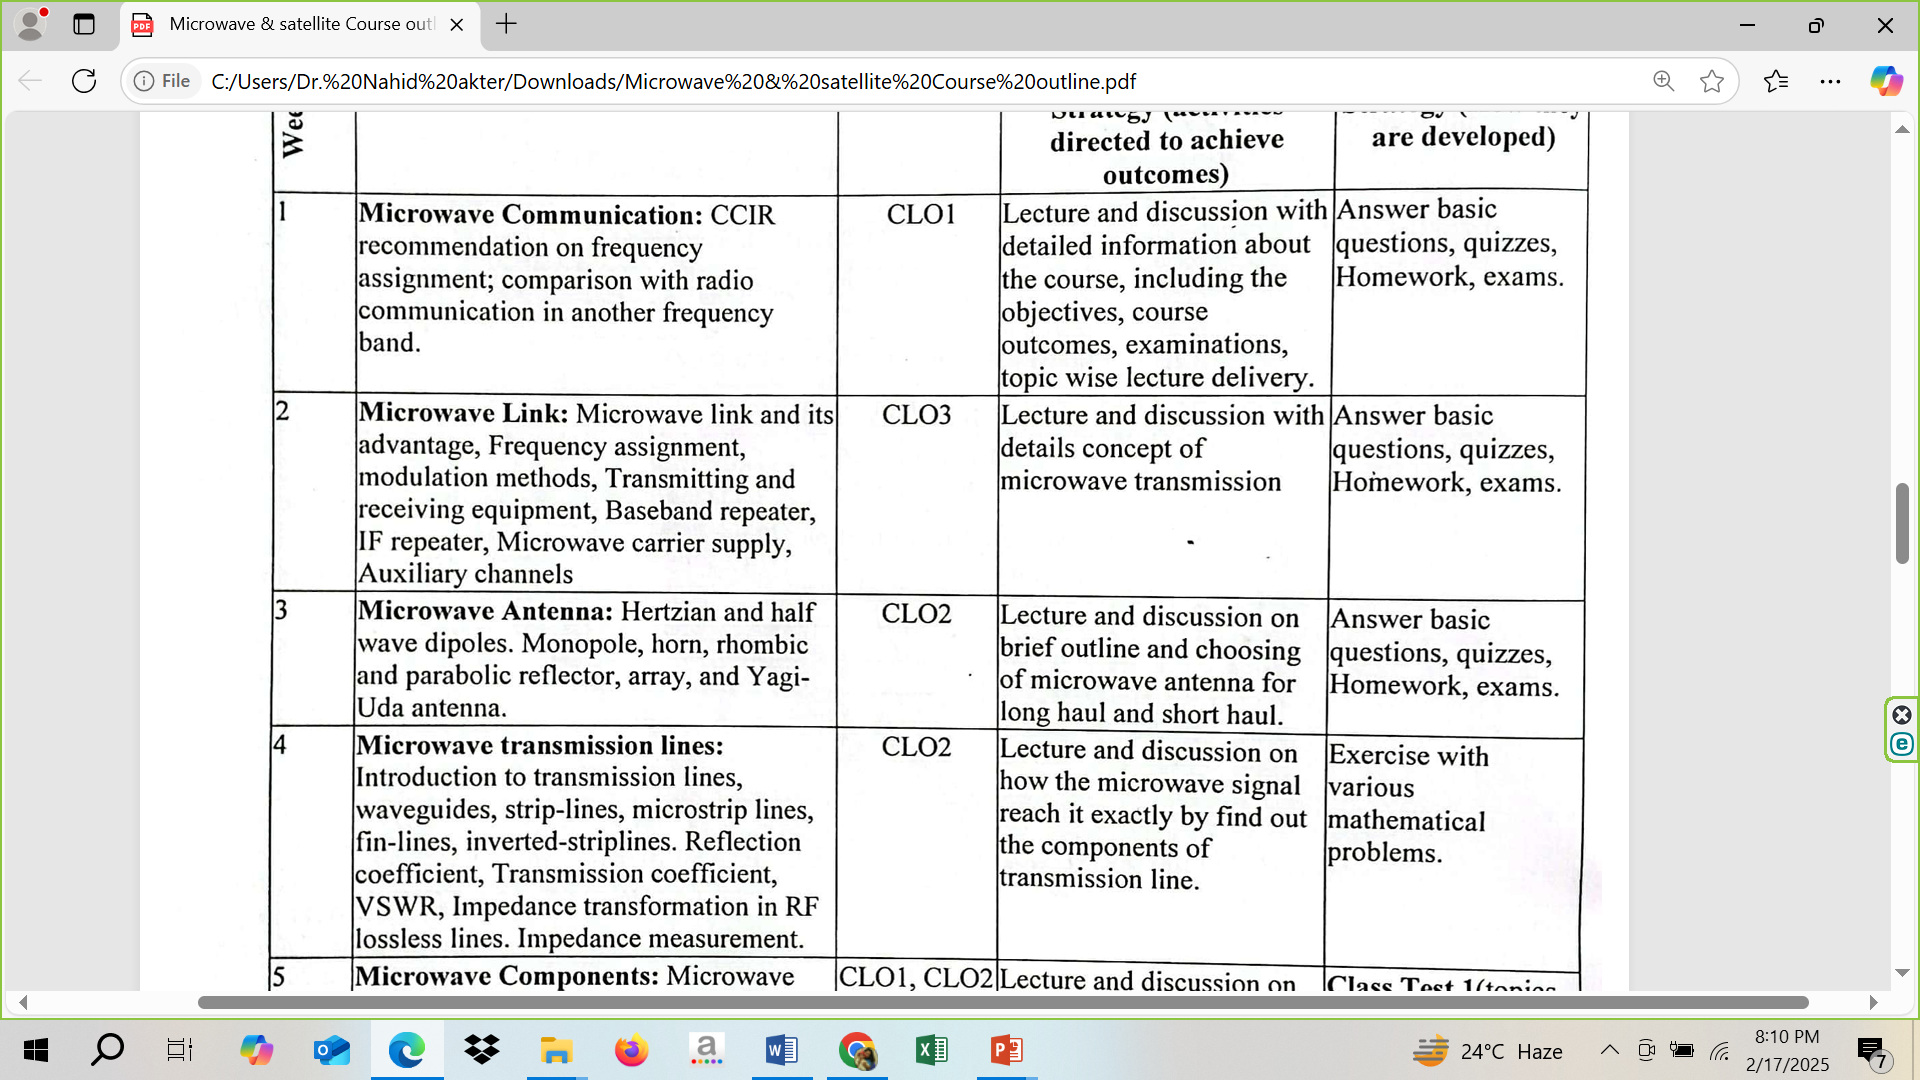 Microwave & satellite Course outl
File
C:/Users/Dr.%20Nahid%20akter/Downloads/Microwave%20&%20satellite%20Course%20outline.pdf
directed to achieve
outcomes)
are developed)
1
Microwave Communication: CCIR
recommendation on frequency
assignment; comparison with radio
communication in another frequency
band.
CLO1
Lecture and discussion with
detailed information about
the course, including the
objectives, course
outcomes, examinations,
topic wise lecture delivery.
Answer basic
questions, quizzes,
Homework, exams.
2
Microwave Link: Microwave link and its
advantage, Frequency assignment,
modulation methods, Transmitting and
receiving equipment, Baseband repeater,
IF repeater, Microwave carrier supply,
Auxiliary channels
CLO3
Lecture and discussion with
details concept of
microwave transmission
Answer basic
questions, quizzes,
Homework, exams.
3
Microwave Antenna: Hertzian and half
wave dipoles. Monopole, horn, rhombic
and parabolic reflector, array, and Yagi-
Uda antenna.
CLO2
Lecture and discussion on
brief outline and choosing
of microwave antenna for
long haul and short haul.
Answer basic
questions, quizzes,
Homework, exams.
4
Microwave transmission lines:
Introduction to transmission lines,
waveguides, strip-lines, microstrip lines,
fin-lines, inverted-striplines. Reflection
coefficient, Transmission coefficient,
VSWR, Impedance transformation in RF
lossless lines. Impedance measurement.
CLO2
Lecture and discussion on
how the microwave signal
reach it exactly by find out
the components of
transmission line.
Exercise with
various
mathematical
problems.
5
Microwave Components: Microwave
CLO1, CLO2
Lecture and discussion on
Class Test 1(topics
24°C Haze
8:10 PM
2/17/2025
7